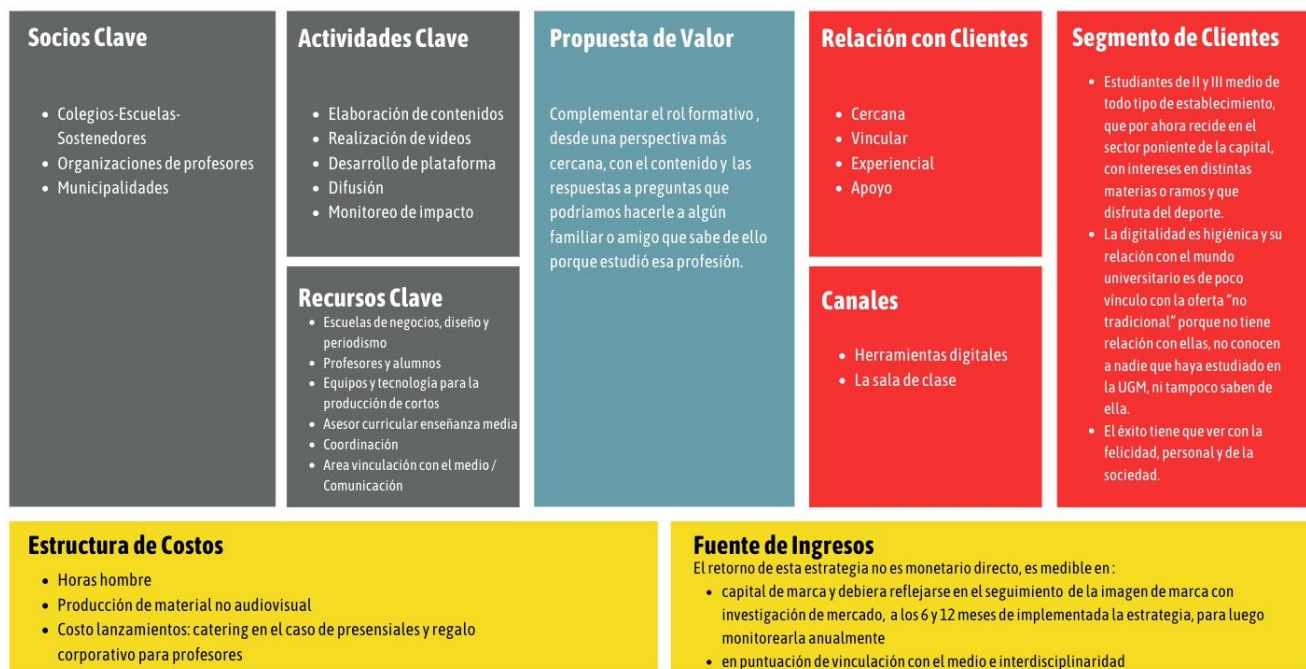 Socios Clave
Colegios-Escuelas-
Sostenedores
Organizaciones de profesores
Municipalidades
Actividades Clave
Elaboración de contenidos
Realización de videos
Desarrollo de plataforma
Difusión
Monitoreo de impacto
Recursos Clave
Escuelas de negocios, diseño y
periodismo
Profesores y alumnos
Equipos y tecnología para la
producción de cortos
Asesor curricular enseñanza media
Coordinación
Area vinculación con el medio /
Comunicación
Propuesta de Valor
Complementar el rol formativo ,
desde una perspectiva más
cercana, con el contenido y las
respuestas a preguntas que
podríamos hacerle a algún
familiar o amigo que sabe de ello
porque estudió esa profesión.
Relación con Clientes
Cercana
Vincular
Experiencial
Apoyo
Canales
Herramientas digitales
La sala de clase
Segmento de Clientes
Estudiantes de II y III medio de
todo tipo de establecimiento,
que por ahora recide en el
sector poniente de la capital,
con intereses en distintas
materias o ramos y que
disfruta del deporte.
La digitalidad es higiénica y su
relación con el mundo
universitario es de poco
vínculo con la oferta "no
tradicional" porque no tiene
relación con ellas, no conocen
a nadie que haya estudiado en
la UGM, ni tampoco saben de
ella.
El éxito tiene que ver con la
felicidad, personal y de la
sociedad.
Estructura de Costos
Horas hombre
Producción de material no audiovisual
Costo lanzamientos: catering en el caso de presensiales y regalo
corporativo para profesores
Fuente de Ingresos
El retorno de esta estrategia no es monetario directo, es medible en :
capital de marca y debiera reflejarse en el seguimiento de la imagen de marca con
investigación de mercado, a los 6 y 12 meses de implementada la estrategia, para luego
monitorearla anualmente
en puntuación de vinculación con el medio e interdisciplinaridad